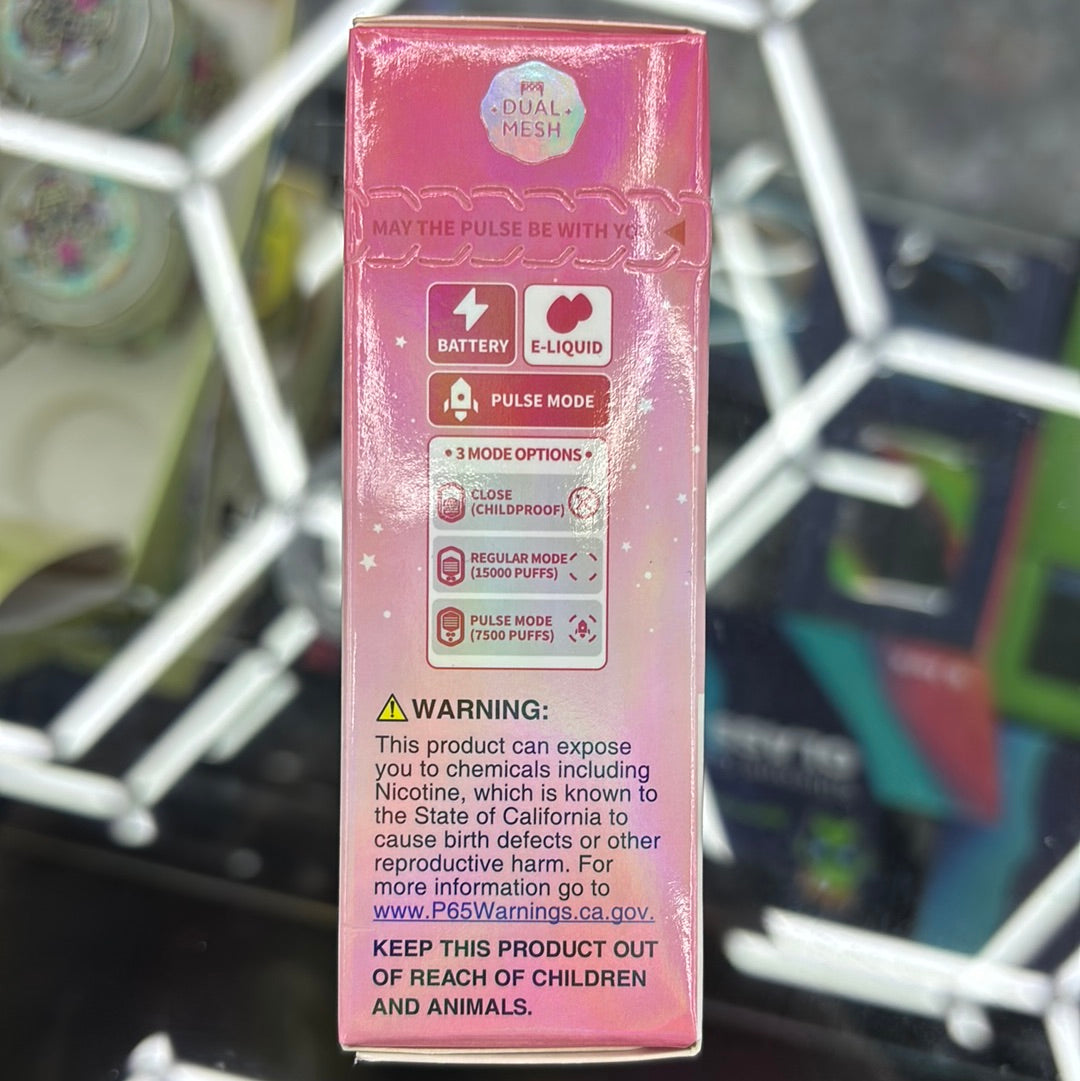 DUAL
MESH
MAY THE PULSE BE WITH
BATTERY
E-LIQUID
PULSE MODE
• 3 MODE OPTIONS •
CLOSE
(CHILDPROOF)
REGULAR MODE
(15000 PUFFS)
PULSE MODE
(7500 PUFFS)
WARNING:
This product can expose
you to chemicals including
Nicotine, which is known to
the State of California to
cause birth defects or other
reproductive harm. For
more information go to
www.P65Warnings.ca.gov.
KEEP THIS PRODUCT OUT
OF REACH OF CHILDREN
AND ANIMALS.